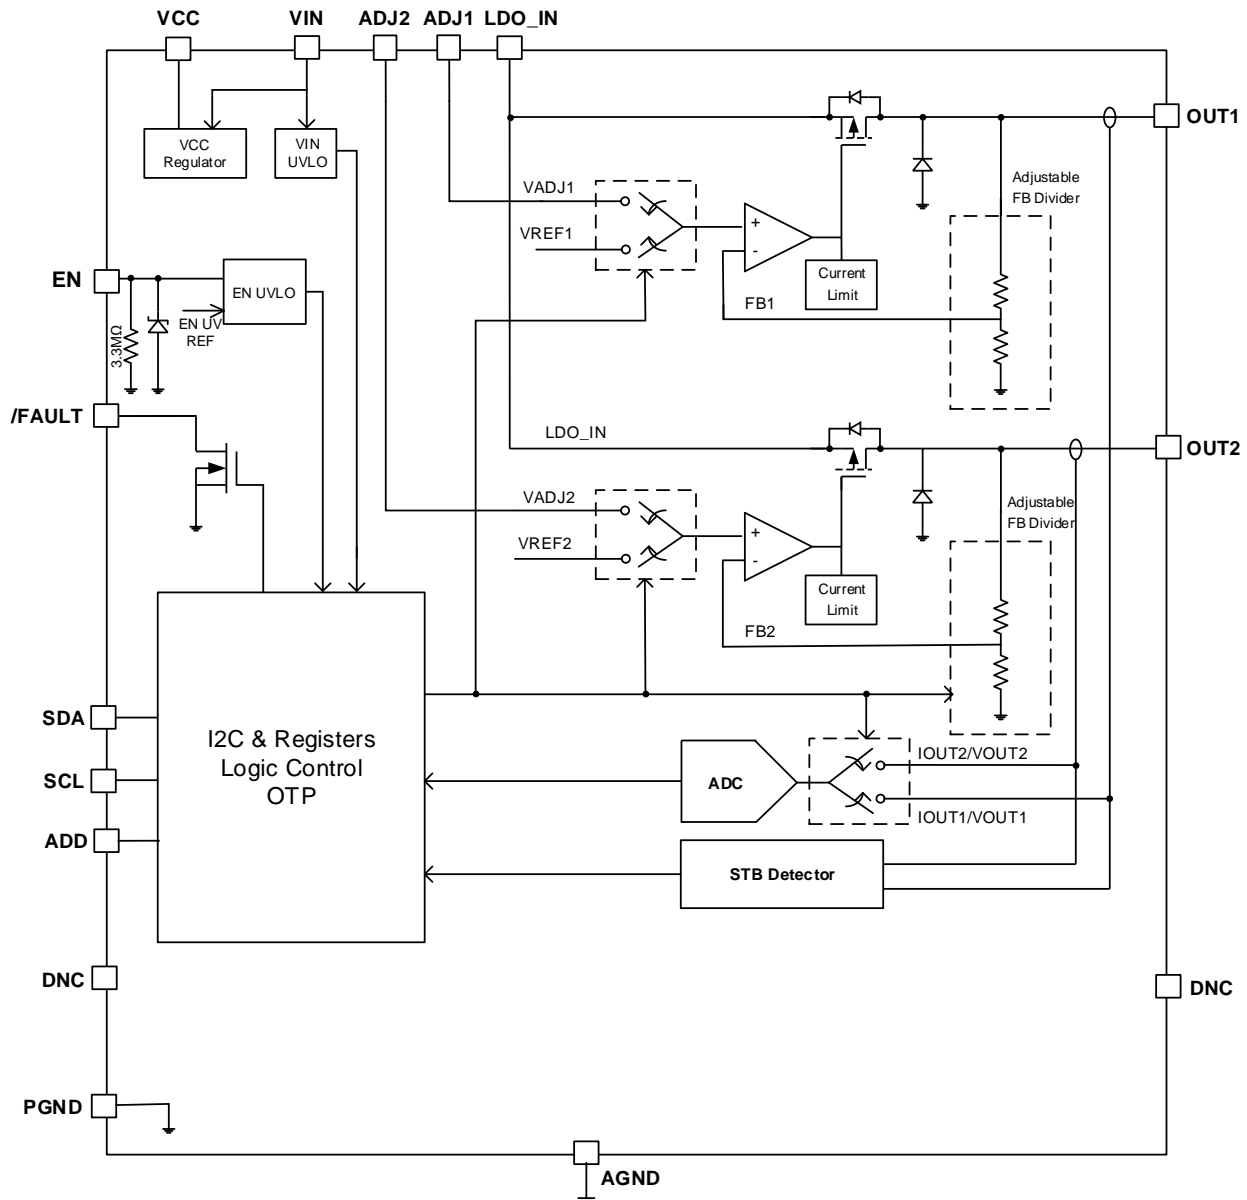 VCC
VIN
ADJ2
ADJ1
LDO_IN
OUT1
VCC
Regulator
VIN
UVLO
Adjustable
FB Divider
VADJ1
VREF1
+
-
Current
Limit
FB1
EN
EN UVLO
EN UV
REF
3.3MΩ
/FAULT
LDO_IN
OUT2
VADJ2
VREF2
+
-
Adjustable
FB Divider
Current
Limit
FB2
SDA
SCL
ADD
I2C & Registers
Logic Control
OTP
ADC
IOUT2/VOUT2
IOUT1/VOUT1
STB Detector
DNC
DNC
PGND
AGND